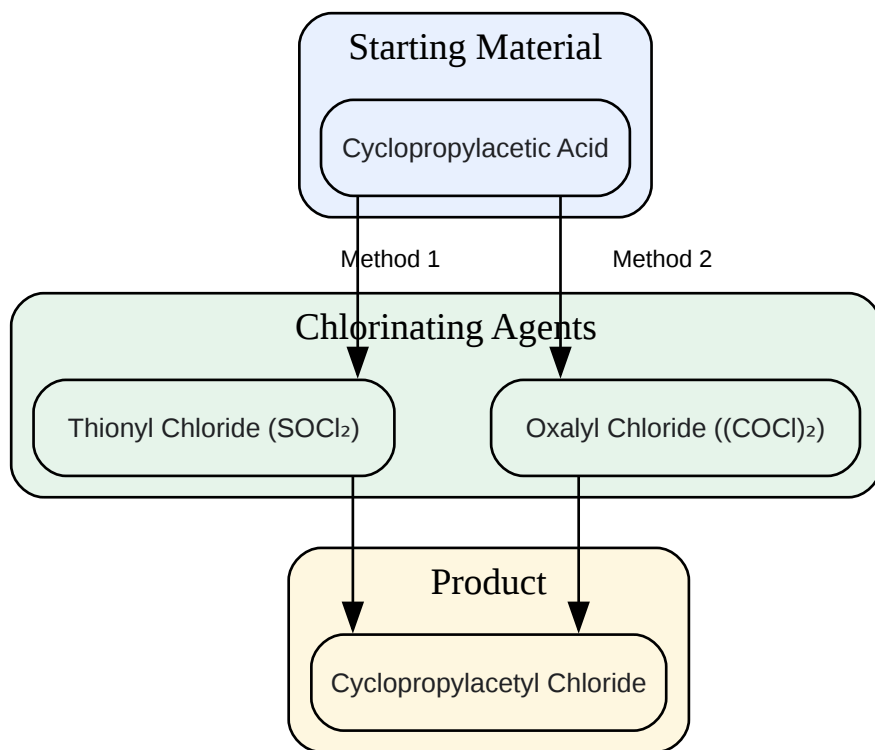 Starting Material
Cyclopropylacetic Acid
Method 1
Method 2
Chlorinating Agents
Thionyl Chloride (SOCl₂)
Oxalyl Chloride ((COCl)₂)
Product
Cyclopropylacetyl Chloride